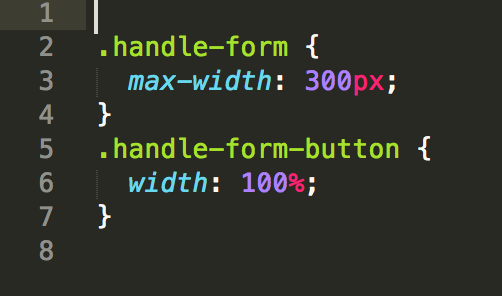 1
2 .handle-form {
3 max-width: 300px;
4 }
5 .handle-form-button {
6 width: 100%;
7 }
8